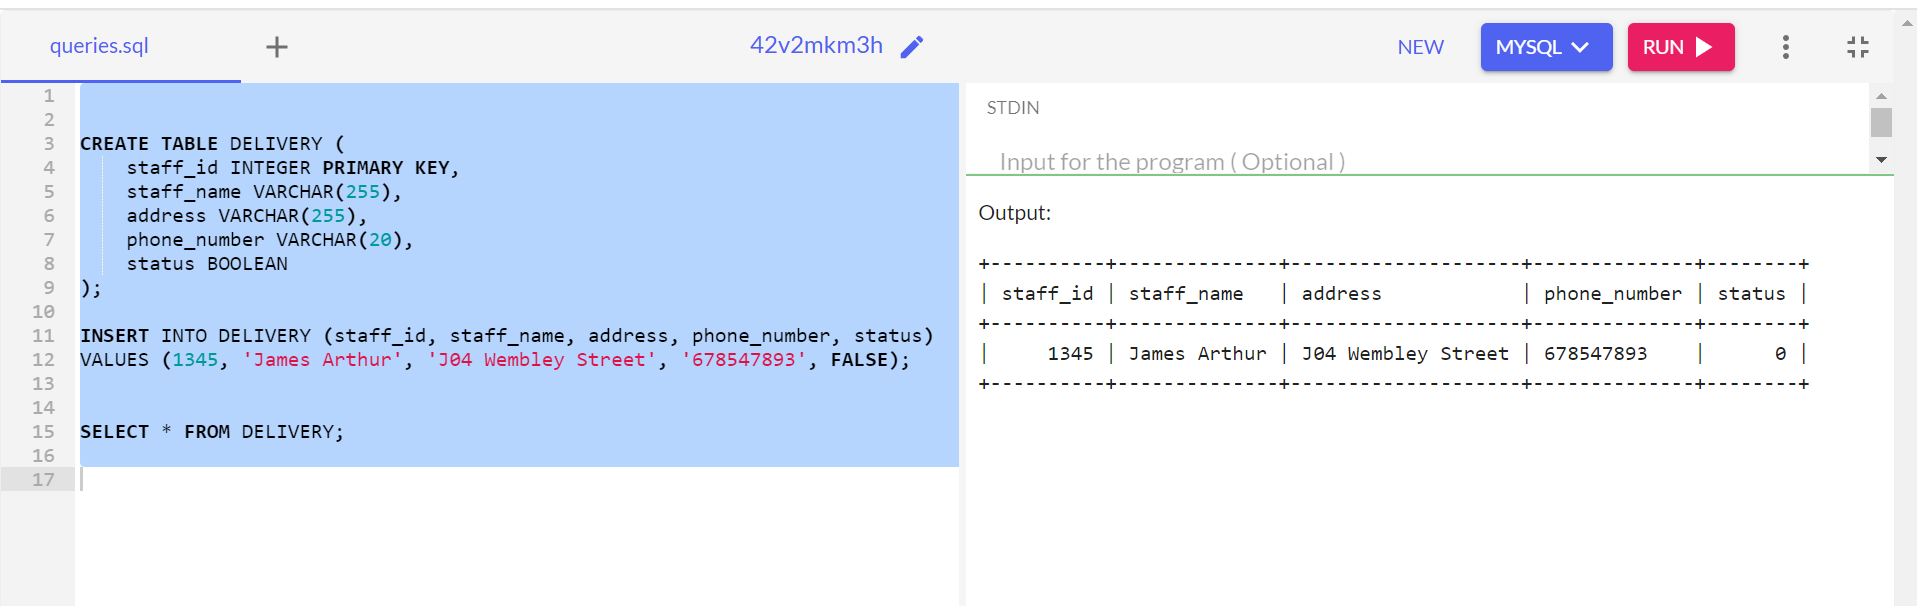 queries.sql + 42v2mkm3h NEW MYSQL RUN
1
2
3 CREATE TABLE DELIVERY (
4 staff_id INTEGER PRIMARY KEY,
5 staff_name VARCHAR(255),
6 address VARCHAR(255),
7 phone_number VARCHAR(20),
8 status BOOLEAN
9 );
10
11 INSERT INTO DELIVERY (staff_id, staff_name, address, phone_number, status)
12 VALUES (1345, 'James Arthur', 'J04 Wembley Street', '678547893', FALSE);
13
14
15 SELECT * FROM DELIVERY;
16
17
STDIN
Input for the program ( Optional )
Output:
+----------+--------------+--------------------+--------------+--------+
| staff_id | staff_name   | address            | phone_number | status |
+----------+--------------+--------------------+--------------+--------+
|     1345 | James Arthur | J04 Wembley Street | 678547893    |      0 |
+----------+--------------+--------------------+--------------+--------+